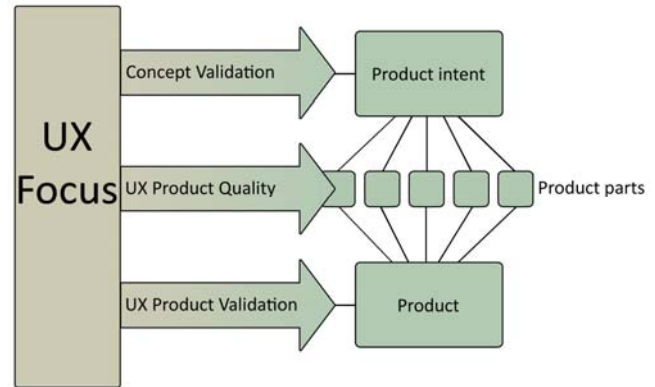 UX
Focus
Concept Validation
Product intent
UX Product Quality
Product parts
UX Product Validation
Product